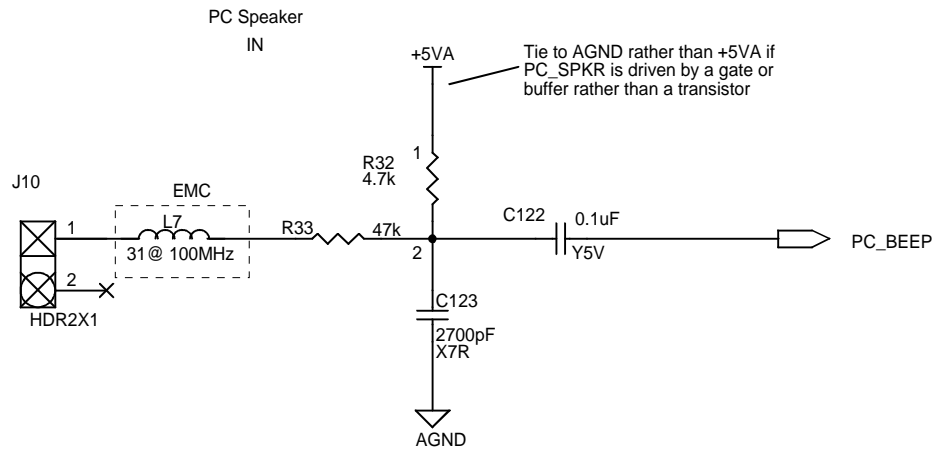 PC Speaker
IN
+5VA
Tie to AGND rather than +5VA if
PC_SPKR is driven by a gate or
buffer rather than a transistor
1
R32
4.7k
J10
EMC
L7
31@ 100MHz
1
2
HDR2X1
R33
47k
2
C122
0.1uF
Y5V
PC_BEEP
C123
2700pF
X7R
AGND